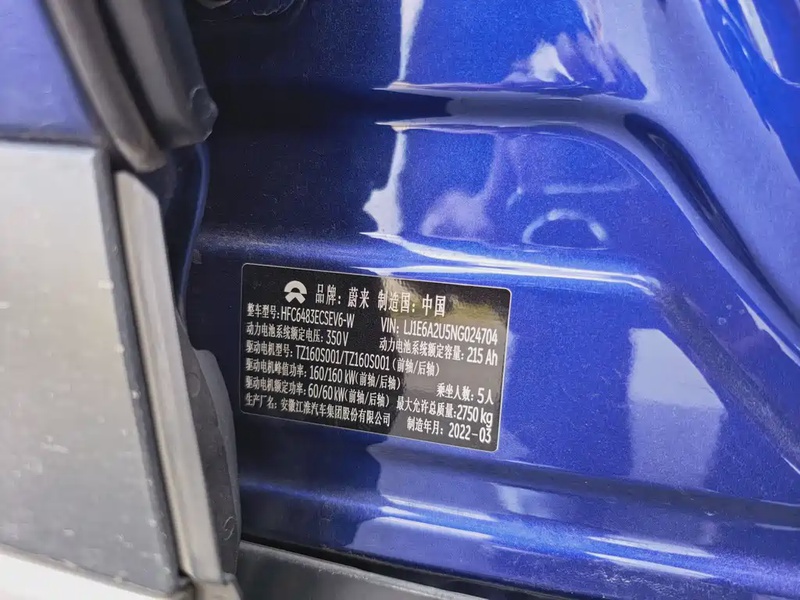 品牌：蔚来 制造国：中国
整车型号：HFC6483ECSEV6-W VIN：LJ1E6A2U5NG024704
动力电池系统额定电压：350V 动力电池系统额定容量：215 Ah
驱动电机型号：TZ160S001/TZ160S001（前轴/后轴）
驱动电机峰值功率：160/160 kW（前轴/后轴） 乘坐人数：5人
驱动电机额定功率：60/60 kW（前轴/后轴） 最大允许总质量：2750 kg
生产厂名：安徽江淮汽车集团股份有限公司 制造年月：2022-03